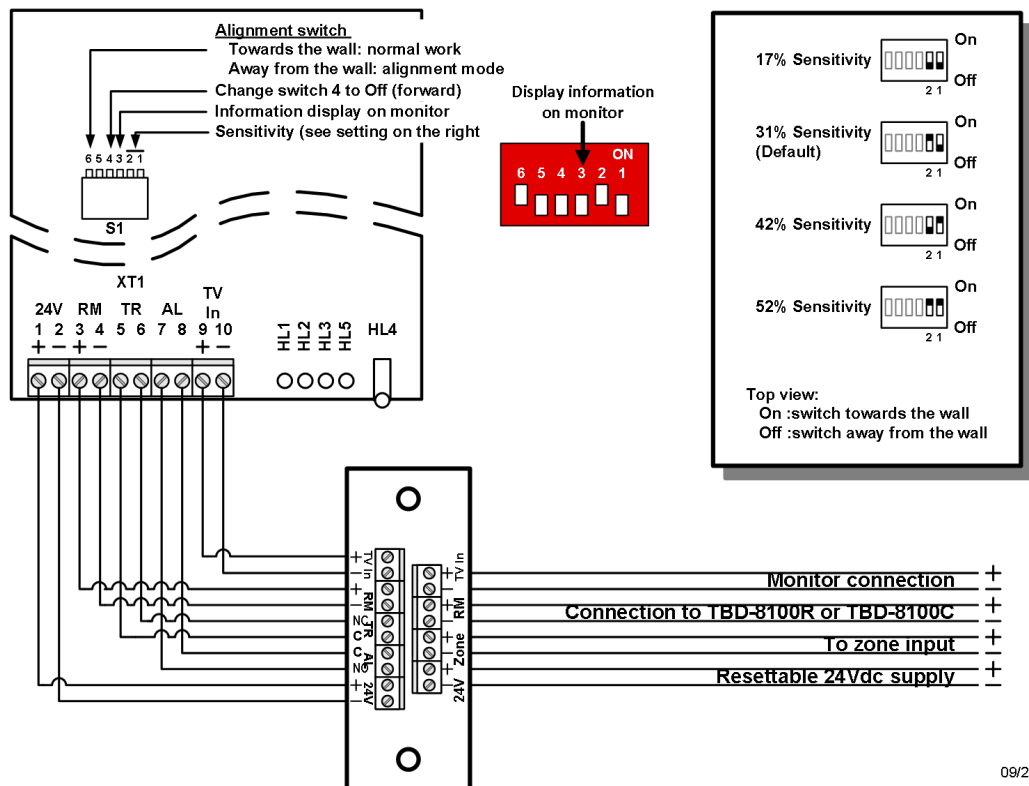 Alignment switch
Towards the wall: normal work
Away from the wall: alignment mode
Change switch 4 to Off (forward)
Information display on monitor
Sensitivity (see setting on the right
6 5 4 3 2 1
S1
Display information
on monitor
ON
6 5 4 3 2 1
17% Sensitivity
On
Off
2 1
31% Sensitivity
(Default)
On
Off
2 1
42% Sensitivity
On
Off
2 1
52% Sensitivity
On
Off
2 1
Top view:
On :switch towards the wall
Off :switch away from the wall
XT1
24V RM TR AL TV In
1 2 3 4 5 6 7 8 9 10
+ − + − + −
HL1
HL2
HL3
HL5
HL4
+ TV
− In
+ RM
−
NC TR
C
C AL
NO
+ 24V
−
+ TV In
−
+ RM
−
+ Zone
−
+ 24V
−
Monitor connection + −
Connection to TBD-8100R or TBD-8100C + −
To zone input + −
Resettable 24Vdc supply + −
09/2